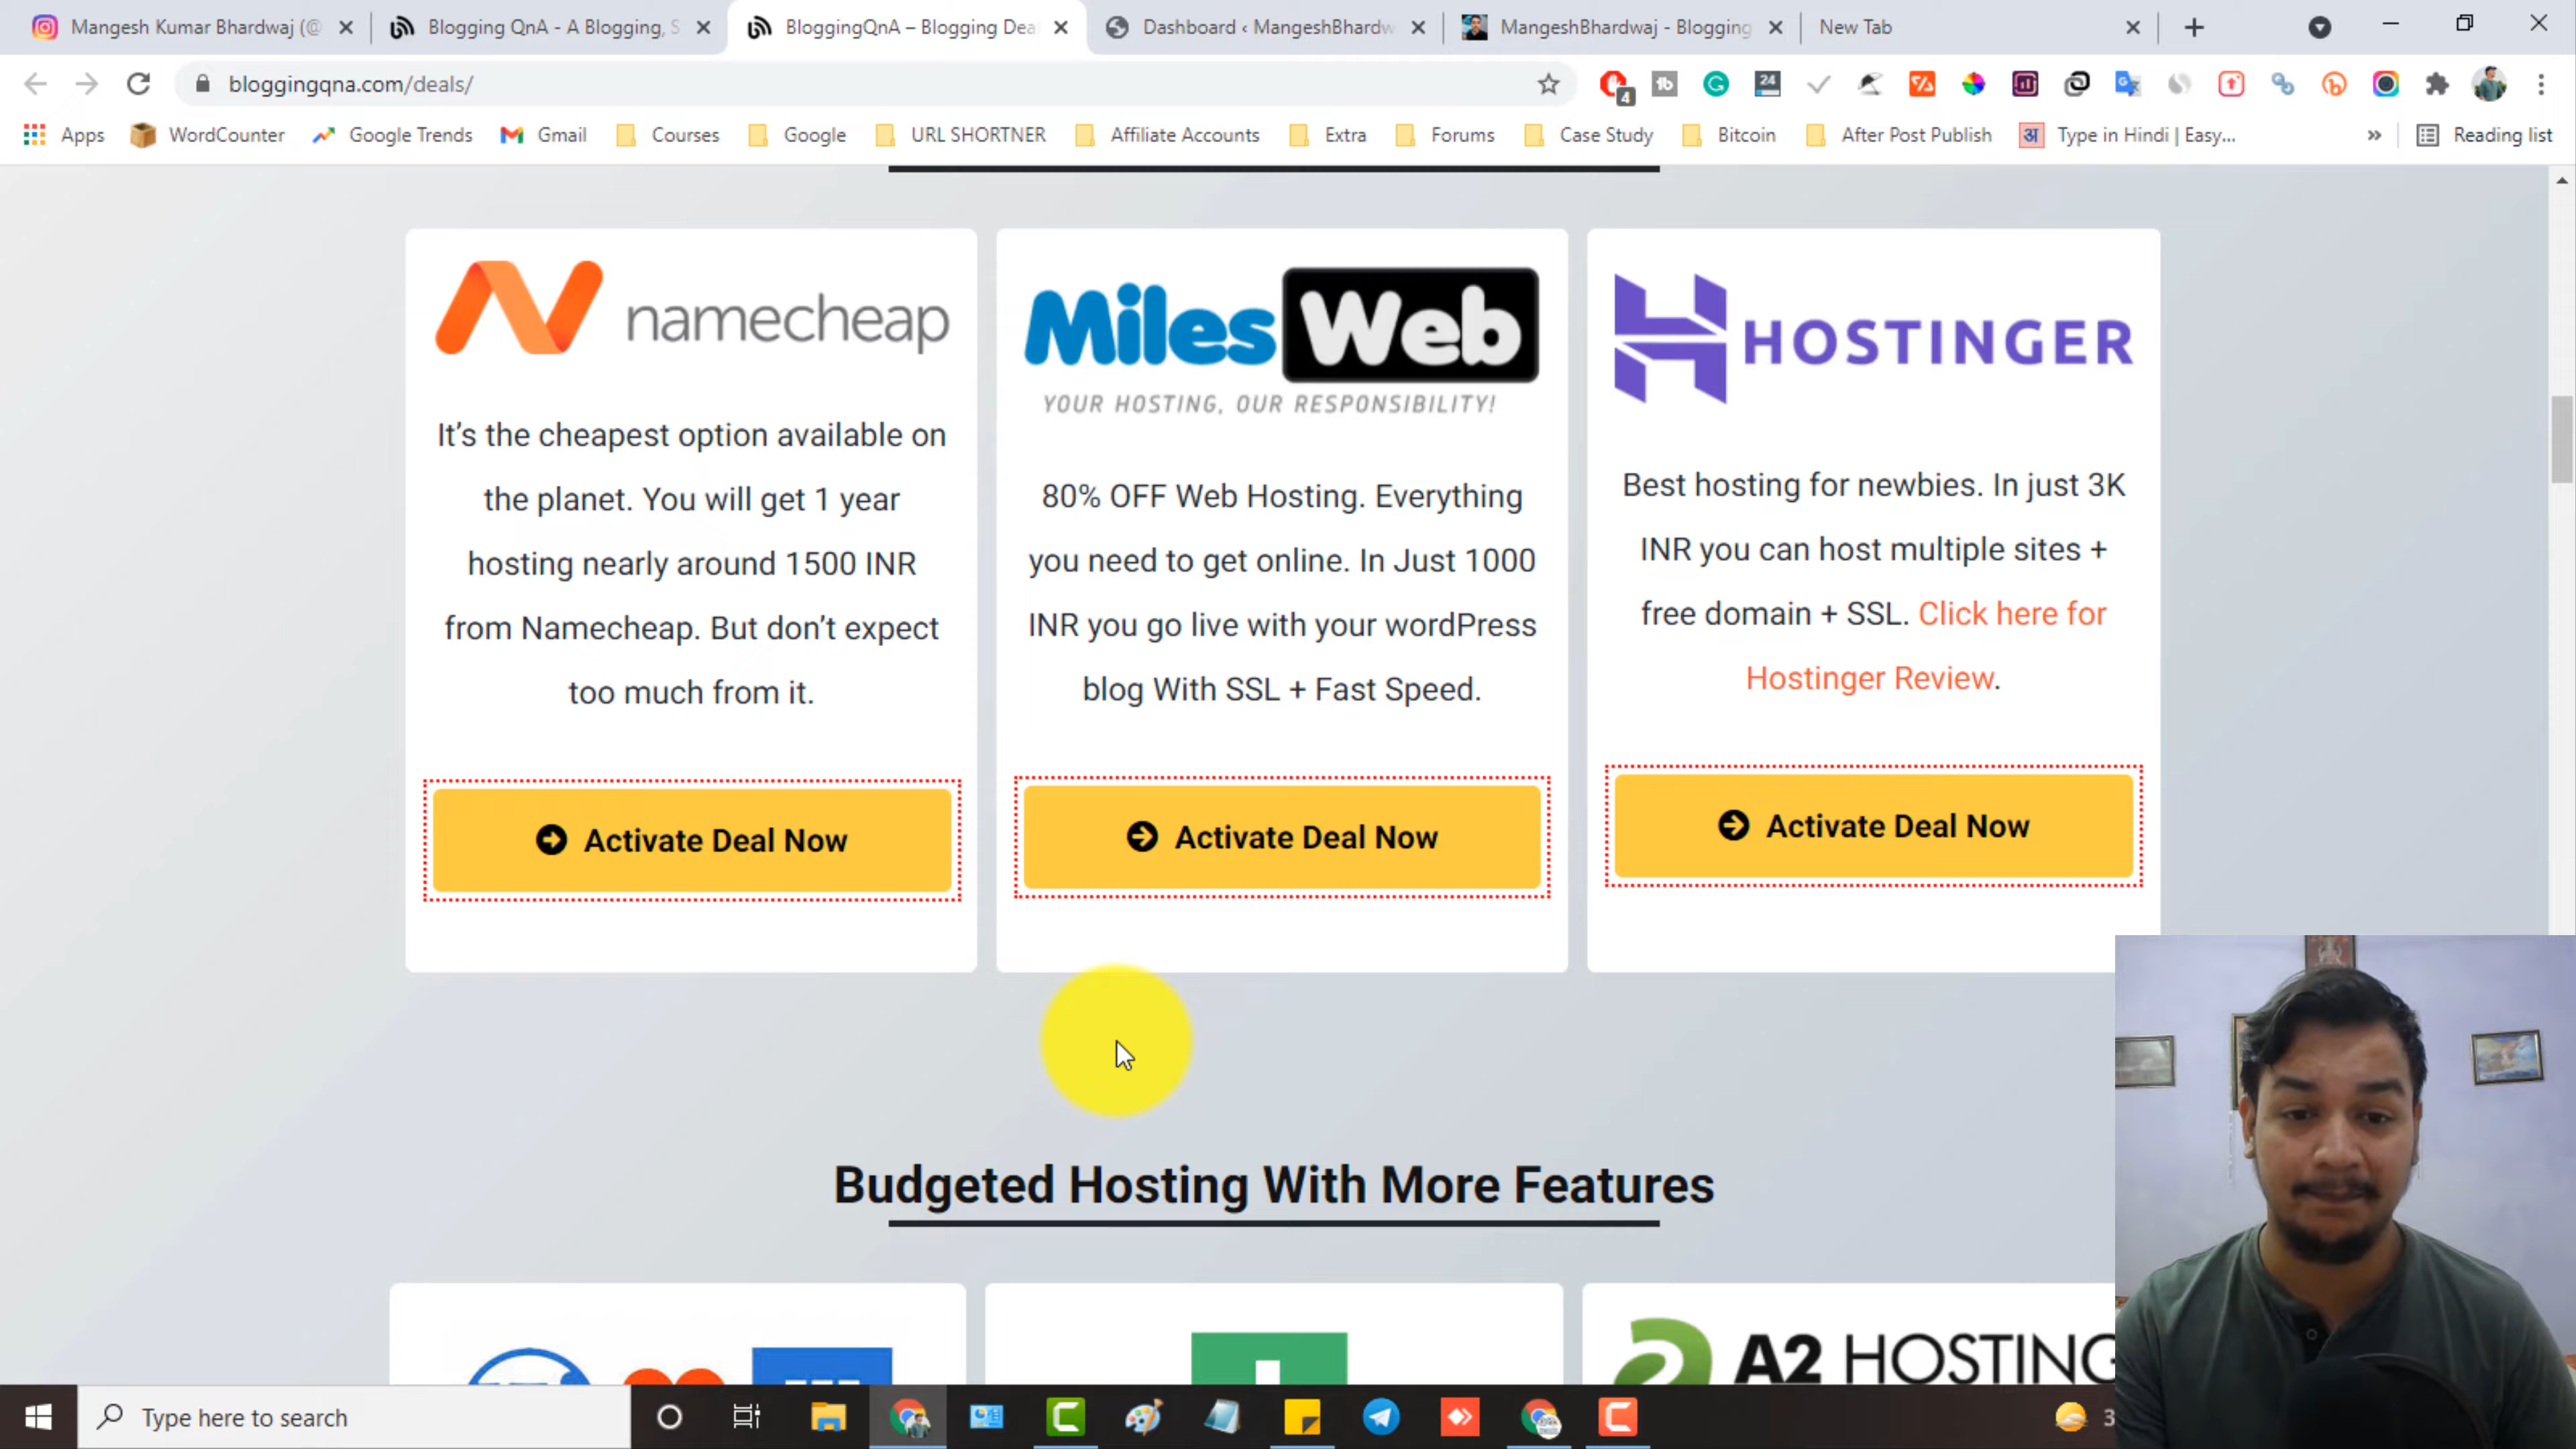 Mangesh Kumar Bhardwaj (@
Blogging QnA - A Blogging, S
BloggingQnA – Blogging Dea
Dashboard ‹ MangeshBhardw
MangeshBhardwaj - Blogging
New Tab
bloggingqna.com/deals/
4
24
Apps
WordCounter
Google Trends
Gmail
Courses
Google
URL SHORTNER
Affiliate Accounts
Extra
Forums
Case Study
Bitcoin
After Post Publish
अ
Type in Hindi | Easy...
»
Reading list
namecheap
It's the cheapest option available on
the planet. You will get 1 year
hosting nearly around 1500 INR
from Namecheap. But don't expect
too much from it.
Activate Deal Now
Miles Web
YOUR HOSTING, OUR RESPONSIBILITY!
80% OFF Web Hosting. Everything
you need to get online. In Just 1000
INR you go live with your wordPress
blog With SSL + Fast Speed.
Activate Deal Now
HOSTINGER
Best hosting for newbies. In just 3K
INR you can host multiple sites +
free domain + SSL. Click here for
Hostinger Review.
Activate Deal Now
Budgeted Hosting With More Features
A2 HOSTING
Type here to search
3